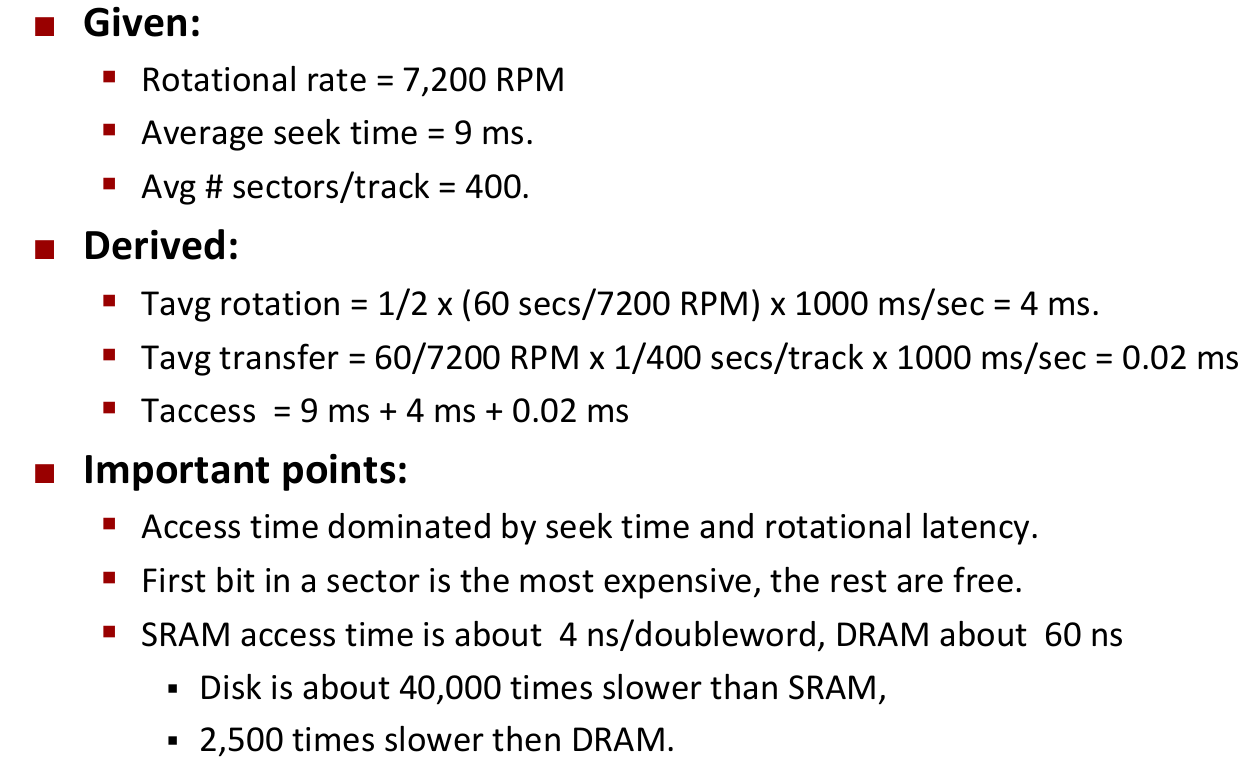 Given:
Rotational rate = 7,200 RPM
Average seek time = 9 ms.
Avg # sectors/track = 400.
Derived:
Tavg rotation = 1/2 x (60 secs/7200 RPM) x 1000 ms/sec = 4 ms.
Tavg transfer = 60/7200 RPM x 1/400 secs/track x 1000 ms/sec = 0.02 ms
Taccess = 9 ms + 4 ms + 0.02 ms
Important points:
Access time dominated by seek time and rotational latency.
First bit in a sector is the most expensive, the rest are free.
SRAM access time is about 4 ns/doubleword, DRAM about 60 ns
Disk is about 40,000 times slower than SRAM,
2,500 times slower then DRAM.